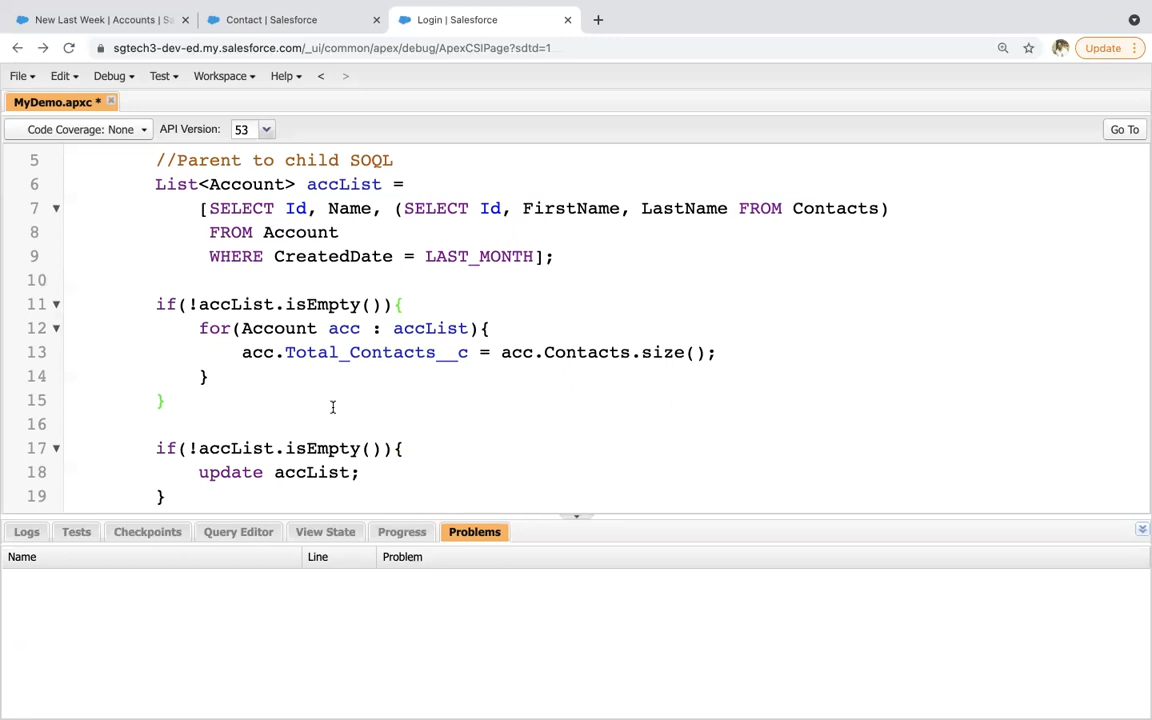 New Last Week | Accounts | Sa
Contact | Salesforce
Login | Salesforce
sgtech3-dev-ed.my.salesforce.com/_ui/common/apex/debug/ApexCSIPage?sdtd=1
Update
File Edit Debug Test Workspace Help < >
MyDemo.apxc *
Code Coverage: None API Version: 53 Go To
5 //Parent to child SOQL
6 List<Account> accList =
7 [SELECT Id, Name, (SELECT Id, FirstName, LastName FROM Contacts)
8 FROM Account
9 WHERE CreatedDate = LAST_MONTH];
10
11 if(!accList.isEmpty()){
12 for(Account acc : accList){
13 acc.Total_Contacts__c = acc.Contacts.size();
14 }
15 }
16
17 if(!accList.isEmpty()){
18 update accList;
19 }
Logs Tests Checkpoints Query Editor View State Progress Problems
Name Line Problem